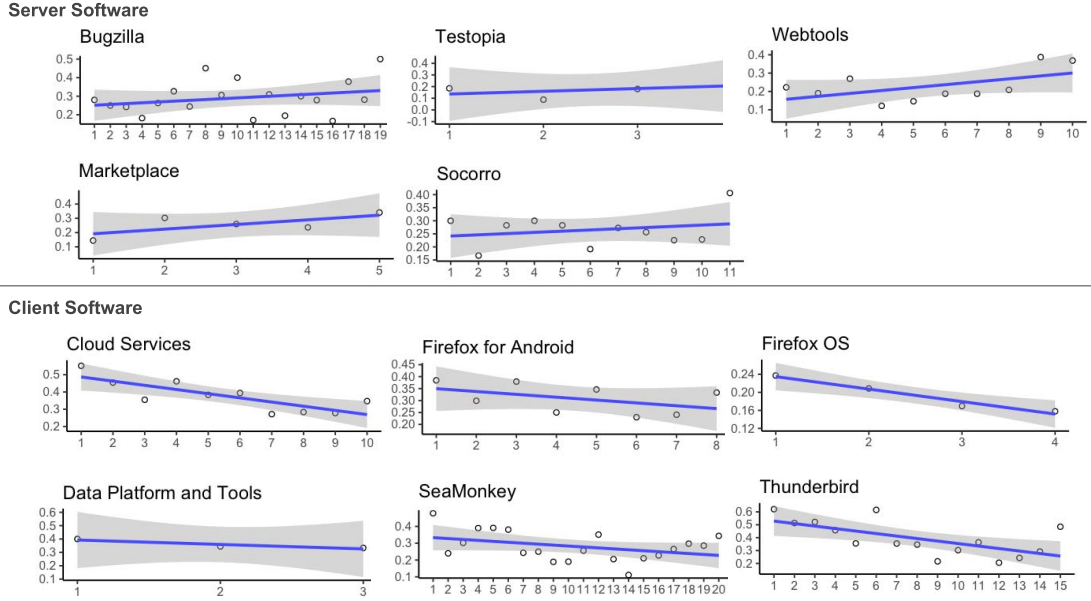 Server Software
Bugzilla
0.5
0.4
0.3
0.2
1 2 3 4 5 6 7 8 9 10 11 12 13 14 15 16 17 18 19
Testopia
0.4
0.3
0.2
0.1
0.0
-0.1
1 2 3
Webtools
0.4
0.3
0.2
0.1
1 2 3 4 5 6 7 8 9 10
Marketplace
0.4
0.3
0.2
0.1
1 2 3 4 5
Socorro
0.40
0.35
0.30
0.25
0.20
0.15
1 2 3 4 5 6 7 8 9 10 11
Client Software
Cloud Services
0.5
0.4
0.3
0.2
1 2 3 4 5 6 7 8 9 10
Firefox for Android
0.45
0.40
0.35
0.30
0.25
0.20
1 2 3 4 5 6 7 8
Firefox OS
0.24
0.20
0.16
0.12
1 2 3 4
Data Platform and Tools
0.6
0.5
0.4
0.3
0.2
0.1
1 2 3
SeaMonkey
0.4
0.3
0.2
0.1
1 2 3 4 5 6 7 8 9 10 11 12 13 14 15 16 17 18 19 20
Thunderbird
0.6
0.5
0.4
0.3
0.2
1 2 3 4 5 6 7 8 9 10 11 12 13 14 15